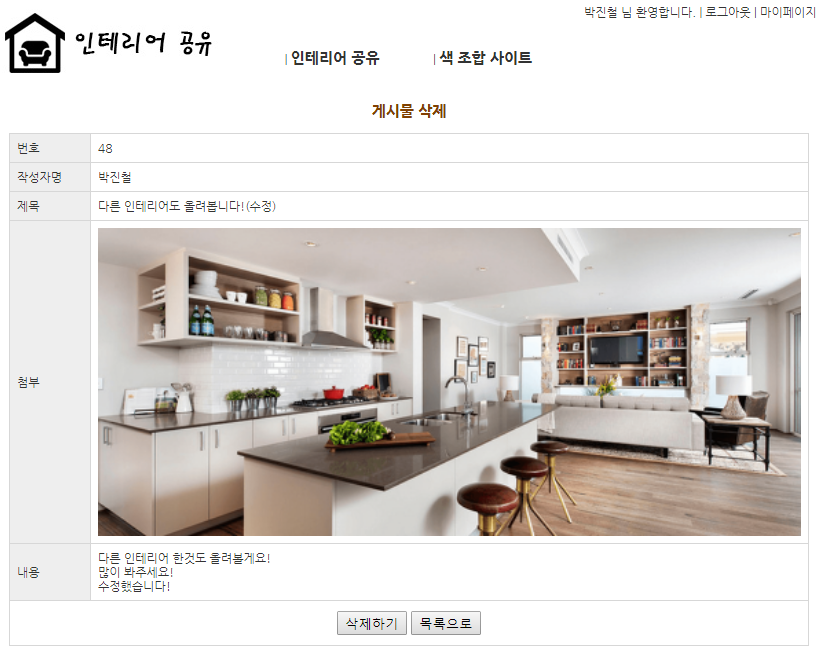 박진철 님 환영합니다. | 로그아웃 | 마이페이지
인테리어 공유
| 인테리어 공유 | 색 조합 사이트
게시물 삭제
번호 48
작성자명 박진철
제목 다른 인테리어도 올려봅니다!(수정)
첨부
내용 다른 인테리어 한것도 올려볼게요!
많이 봐주세요!
수정했습니다!
삭제하기 목록으로